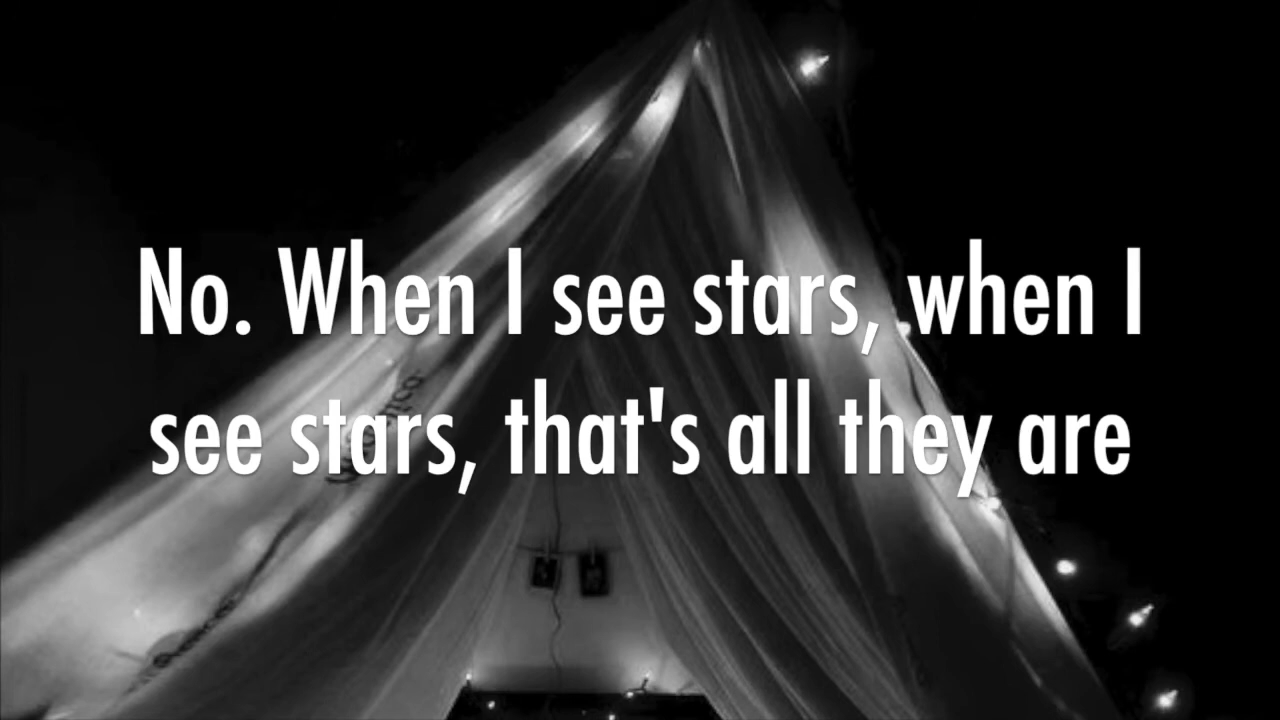 No. When I see stars, when I
see stars, that's all they are